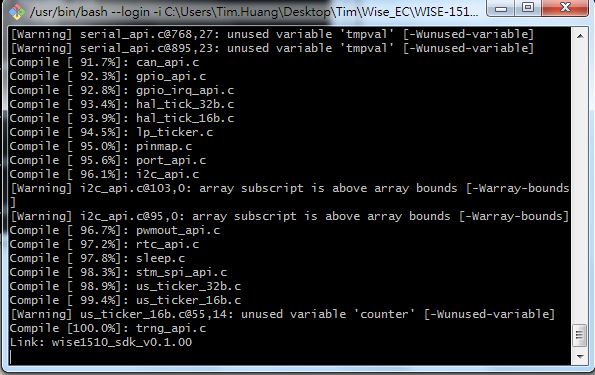 /usr/bin/bash --login -i C:\Users\Tim.Huang\Desktop\Tim\Wise_EC\WISE-151...
[Warning] serial_api.c@768,27: unused variable 'tmpval' [-Wunused-variable]
[Warning] serial_api.c@895,23: unused variable 'tmpval' [-Wunused-variable]
Compile [ 91.7%]: can_api.c
Compile [ 92.3%]: gpio_api.c
Compile [ 92.8%]: gpio_irq_api.c
Compile [ 93.4%]: hal_tick_32b.c
Compile [ 93.9%]: hal_tick_16b.c
Compile [ 94.5%]: lp_ticker.c
Compile [ 95.0%]: pinmap.c
Compile [ 95.6%]: port_api.c
Compile [ 96.1%]: i2c_api.c
[Warning] i2c_api.c@103,0: array subscript is above array bounds [-Warray-bounds
]
[Warning] i2c_api.c@95,0: array subscript is above array bounds [-Warray-bounds]
Compile [ 96.7%]: pwmout_api.c
Compile [ 97.2%]: rtc_api.c
Compile [ 97.8%]: sleep.c
Compile [ 98.3%]: stm_spi_api.c
Compile [ 98.9%]: us_ticker_32b.c
Compile [ 99.4%]: us_ticker_16b.c
[Warning] us_ticker_16b.c@55,14: unused variable 'counter' [-Wunused-variable]
Compile [100.0%]: trng_api.c
Link: wise1510_sdk_v0.1.00